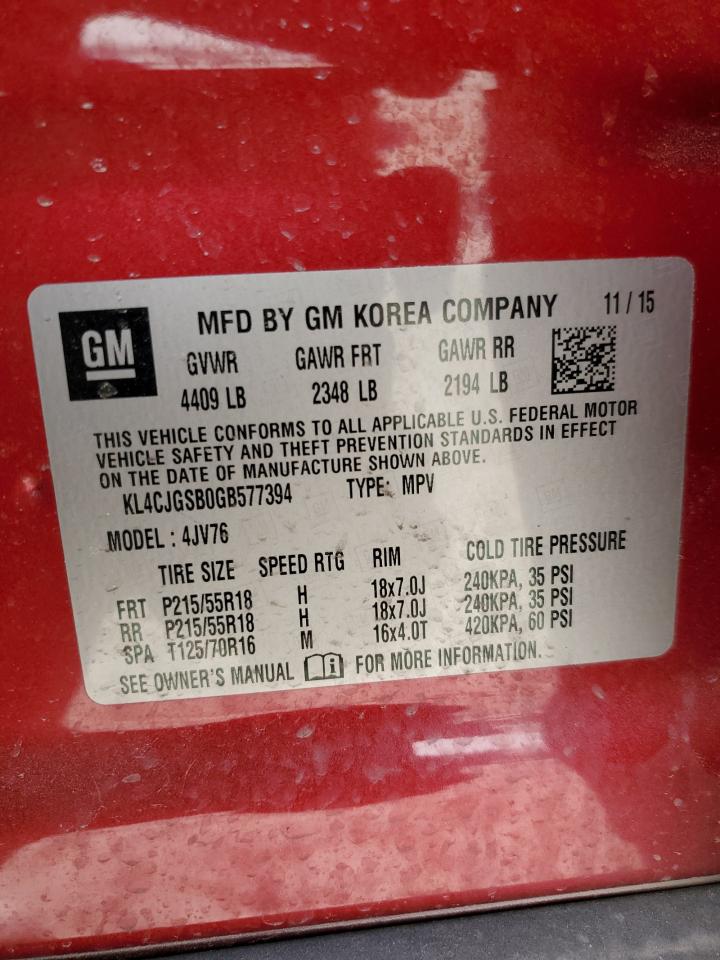 GM
MFD BY GM KOREA COMPANY 11 / 15
GVWR GAWR FRT GAWR RR
4409 LB 2348 LB 2194 LB
THIS VEHICLE CONFORMS TO ALL APPLICABLE U.S. FEDERAL MOTOR
VEHICLE SAFETY AND THEFT PREVENTION STANDARDS IN EFFECT
ON THE DATE OF MANUFACTURE SHOWN ABOVE.
KL4CJGSB0GB577394 TYPE: MPV
MODEL : 4JV76
TIRE SIZE SPEED RTG RIM COLD TIRE PRESSURE
FRT P215/55R18 H 18x7.0J 240KPA, 35 PSI
RR P215/55R18 H 18x7.0J 240KPA, 35 PSI
SPA T125/70R16 M 16x4.0T 420KPA, 60 PSI
SEE OWNER'S MANUAL i FOR MORE INFORMATION.